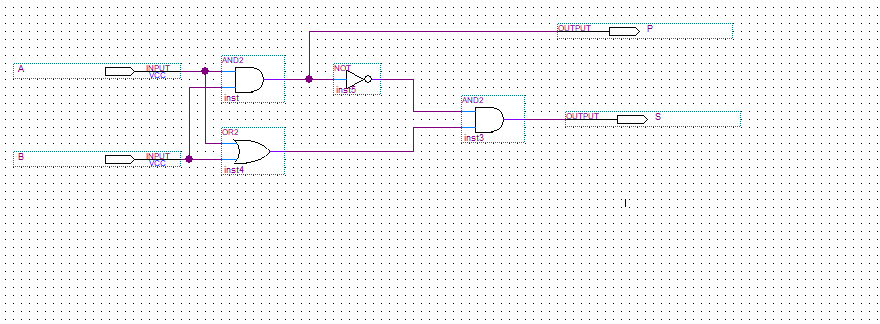 OUTPUT P
AND2
NOT
A INPUT
VCC
inst5
inst
AND2
OUTPUT S
OR2
inst3
B INPUT
VCC
inst4